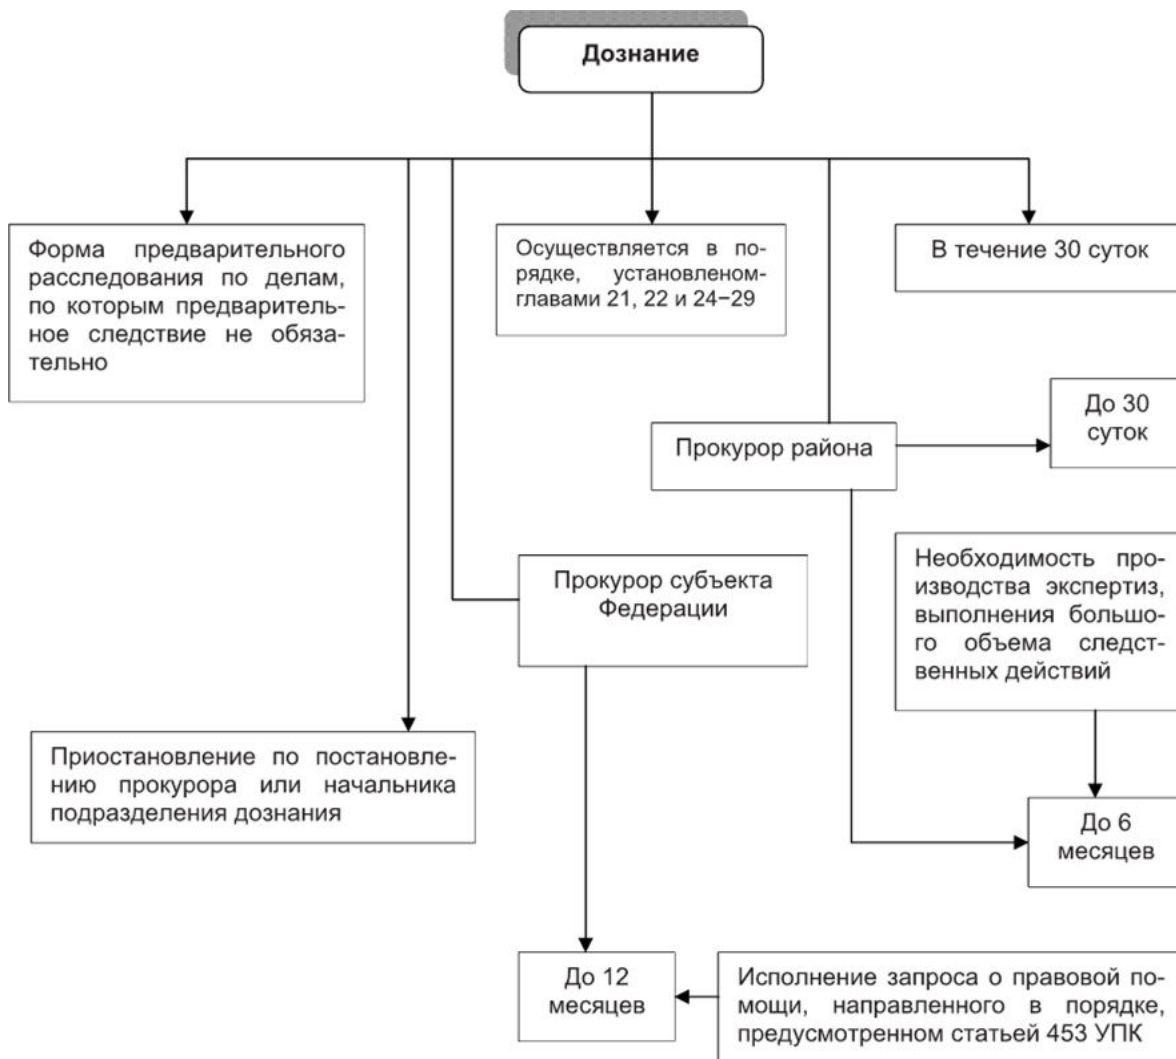 Дознание
Форма предварительного
расследования по делам,
по которым предваритель-
ное следствие не обяза-
тельно
Осуществляется в по-
рядке, установленом-
главами 21, 22 и 24−29
В течение 30 суток
До 30
суток
Прокурор района
Необходимость про-
изводства экспертиз,
выполнения большо-
го объема следст-
венных действий
Прокурор субъекта
Федерации
Приостановление по постановле-
нию прокурора или начальника
подразделения дознания
До 6
месяцев
До 12
месяцев
Исполнение запроса о правовой по-
мощи, направленного в порядке,
предусмотренном статьей 453 УПК